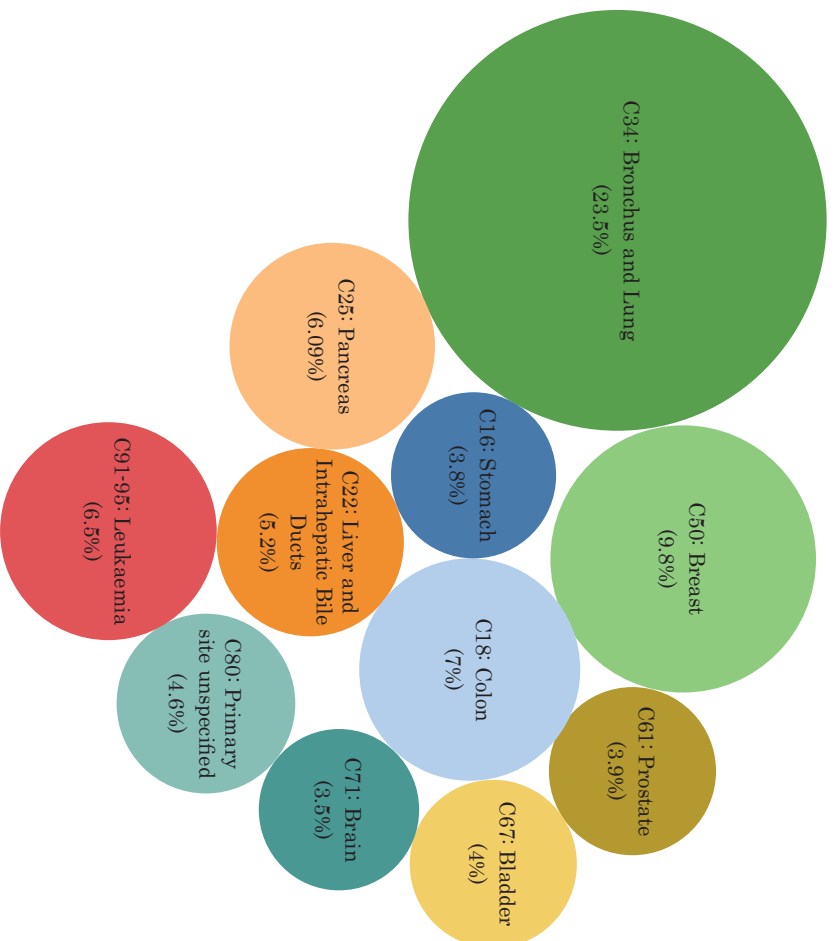 C34: Bronchus and Lung
(23.5%)
C50: Breast
(9.8%)
C61: Prostate
(3.9%)
C16: Stomach
(3.8%)
C18: Colon
(7%)
C67: Bladder
(4%)
C25: Pancreas
(6.09%)
C22: Liver and
Intrahepatic Bile
Ducts
(5.2%)
C71: Brain
(3.5%)
C80: Primary
site unspecified
(4.6%)
C91-95: Leukaemia
(6.5%)